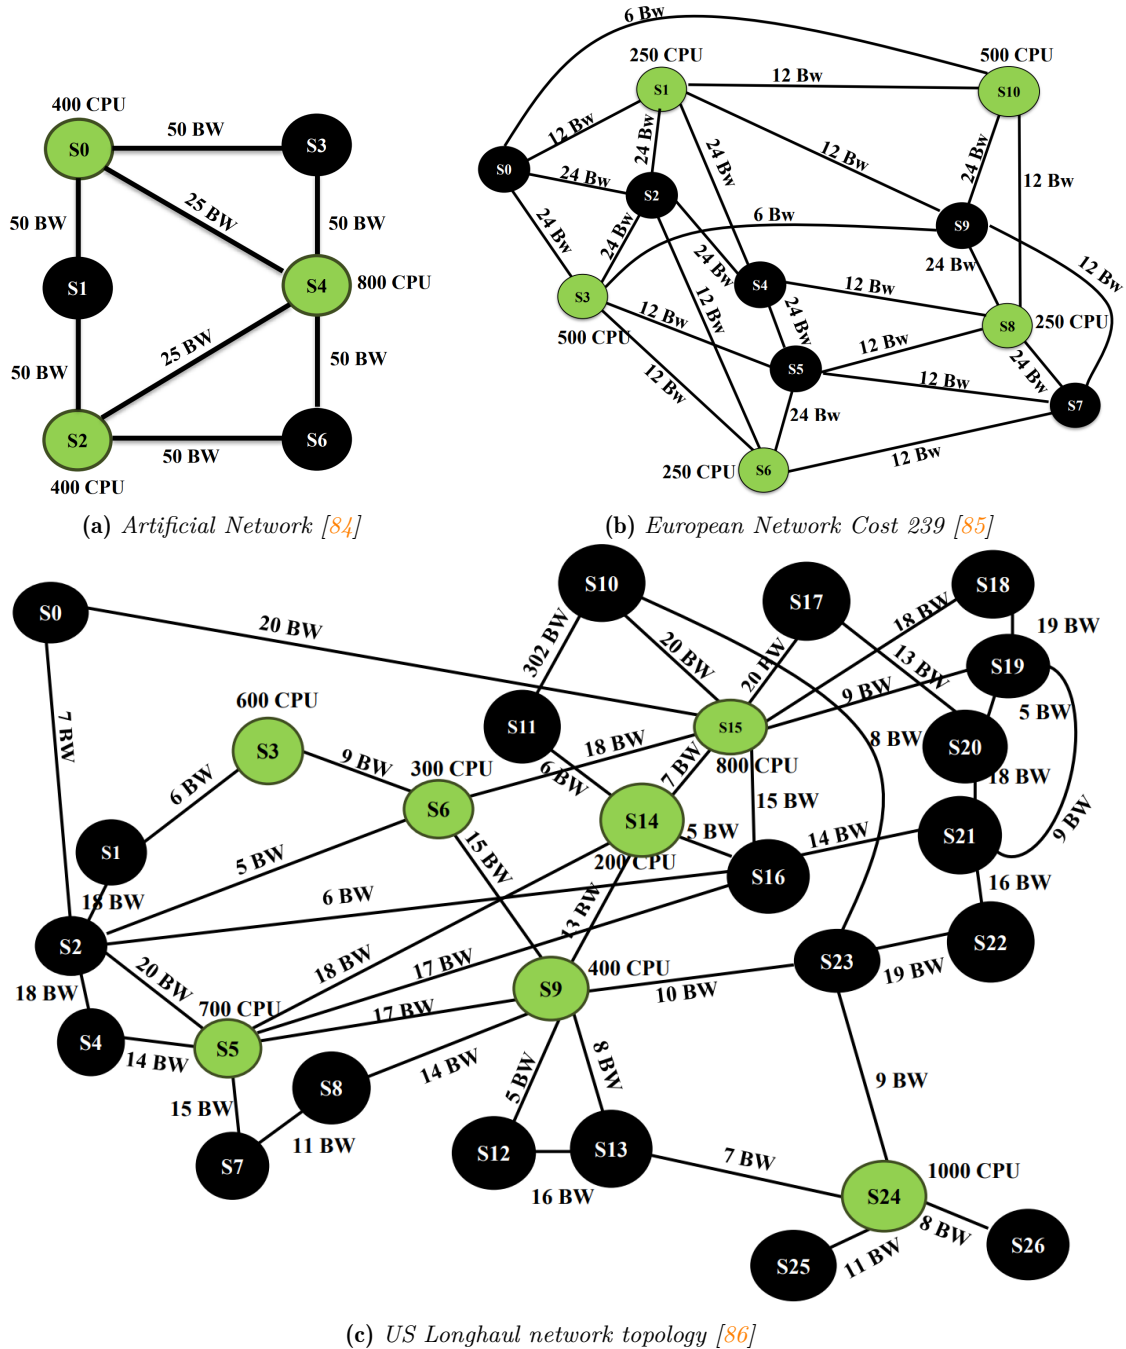 400 CPU
S0
50 BW
S3
50 BW
25 BW
50 BW
S1
S4
800 CPU
50 BW
25 BW
50 BW
S2
50 BW
S6
400 CPU
(a) Artificial Network [84]
6 Bw
250 CPU
500 CPU
S1
12 Bw
S10
12 Bw
24 Bw
24 Bw
12 Bw
24 Bw
12 Bw
S0
24 Bw
S2
6 Bw
S9
24 Bw
24 Bw
24 Bw
24 Bw
12 Bw
S3
S4
12 Bw
12 Bw
500 CPU
12 Bw
24 Bw
S8
250 CPU
12 Bw
S5
12 Bw
24 Bw
12 Bw
24 Bw
S7
250 CPU
S6
12 Bw
(b) European Network Cost 239 [85]
S0
20 BW
S10
S17
S18
18 BW
19 BW
302 BW
20 BW
20 BW
13 BW
S19
600 CPU
7 BW
S3
S11
S15
9 BW
5 BW
9 BW
300 CPU
18 BW
8 BW
S20
6 BW
6 BW
7 BW
800 CPU
18 BW
S6
S14
15 BW
S1
5 BW
14 BW
S21
9 BW
5 BW
15 BW
200 CPU
S16
16 BW
18 BW
6 BW
13 BW
S2
S22
18 BW
20 BW
18 BW
17 BW
400 CPU
S23
19 BW
S9
10 BW
700 CPU
17 BW
S4
14 BW
S5
14 BW
8 BW
5 BW
9 BW
15 BW
S8
11 BW
S7
S12
S13
7 BW
16 BW
1000 CPU
S24
8 BW
S26
S25
11 BW
(c) US Longhaul network topology [86]